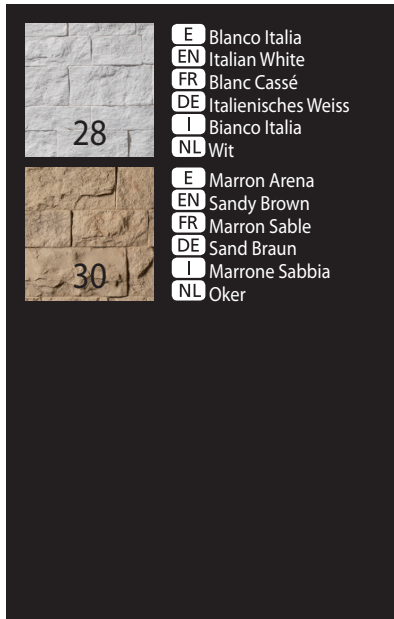 28
E Blanco Italia
EN Italian White
FR Blanc Cassé
DE Italienisches Weiss
I Bianco Italia
NL Wit
30
E Marron Arena
EN Sandy Brown
FR Marron Sable
DE Sand Braun
I Marrone Sabbia
NL Oker